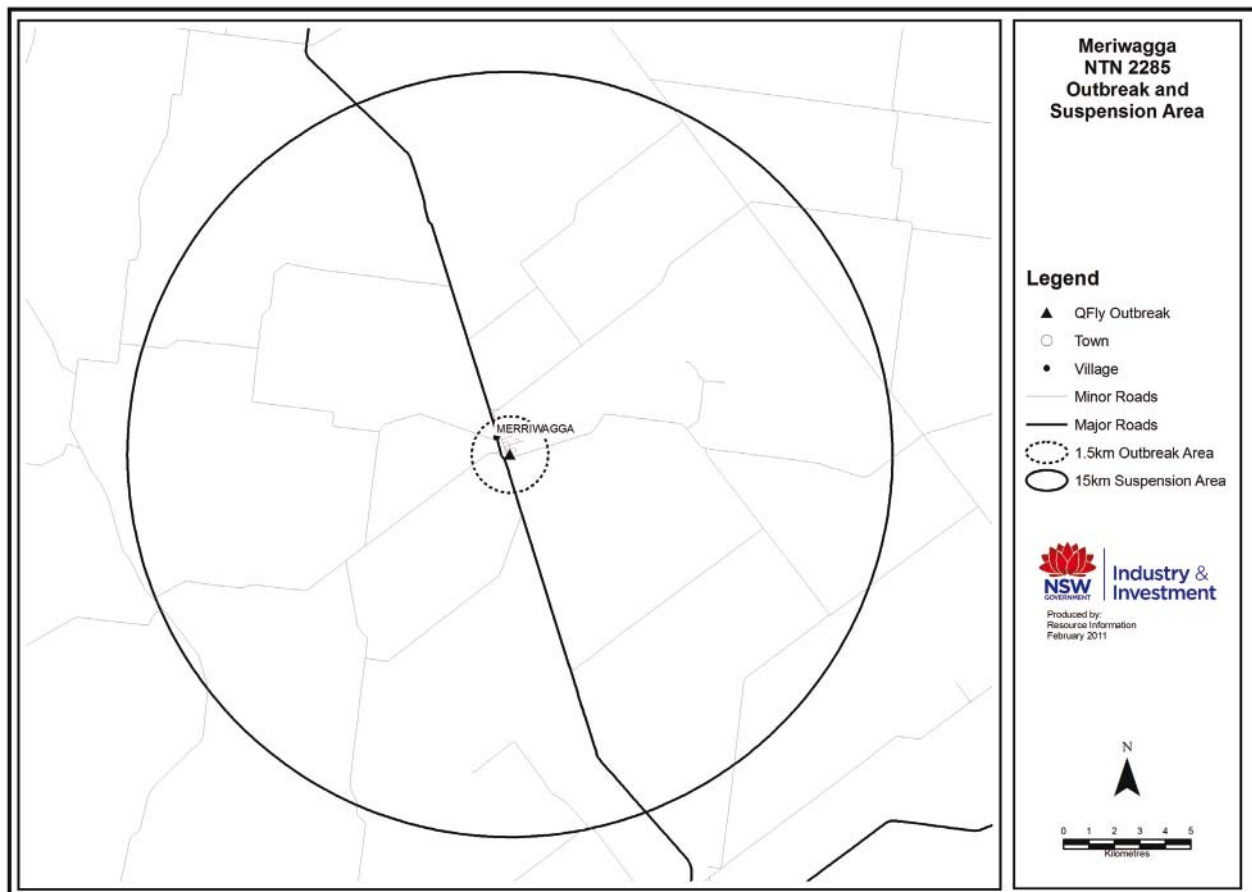 Meriwagga
NTN 2285
Outbreak and
Suspension Area
MERRIWAGGA
Legend
QFly Outbreak
Town
Village
Minor Roads
Major Roads
1.5km Outbreak Area
15km Suspension Area
NSW
GOVERNMENT
Industry &
Investment
Produced by:
Resource Information
February 2011
N
0 1 2 3 4 5
Kilometres